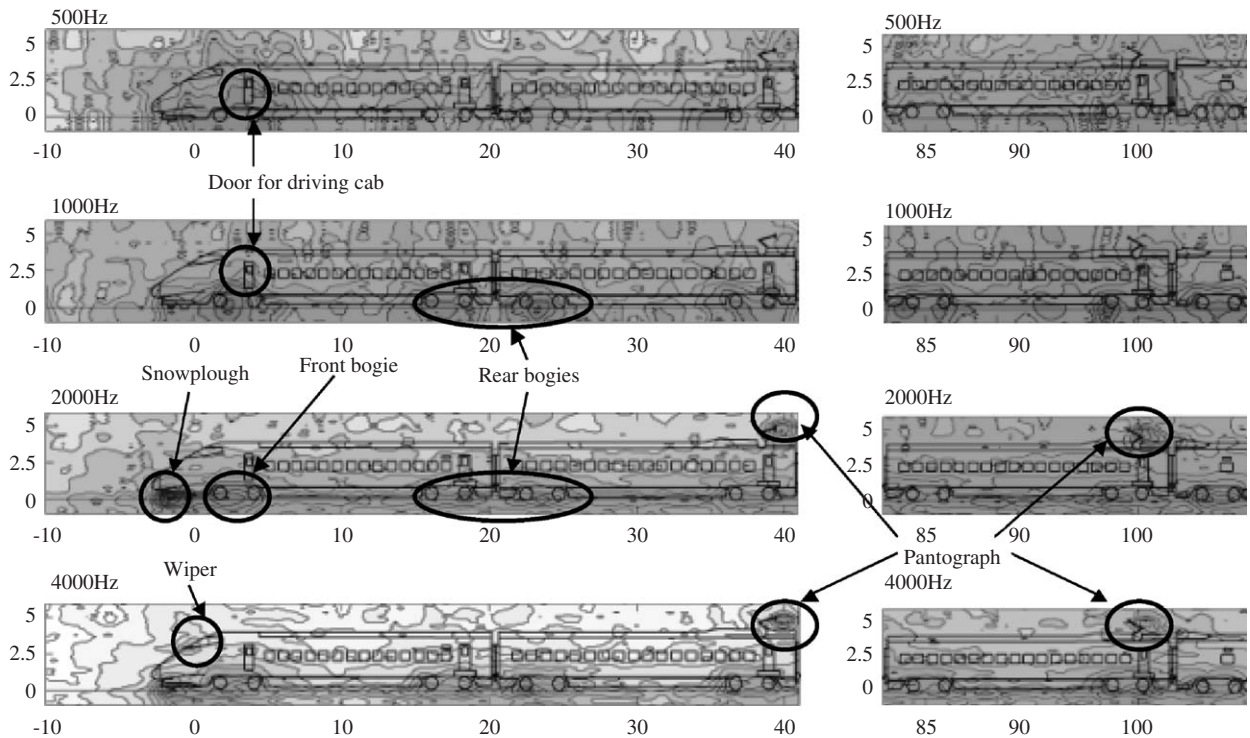 500Hz 500Hz
5 5
2.5 2.5
0 0
-10 0 10 20 30 40 85 90 100
Door for driving cab
1000Hz 1000Hz
5 5
2.5 2.5
0 0
-10 0 10 20 30 40 85 90 100
Snowplough Front bogie Rear bogies
2000Hz 2000Hz
5 5
2.5 2.5
0 0
-10 0 10 20 30 40 85 90 100
Wiper Pantograph
4000Hz 4000Hz
5 5
2.5 2.5
0 0
-10 0 10 20 30 40 85 90 100